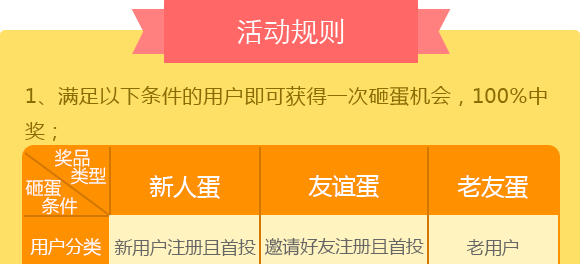 活动规则
1、满足以下条件的用户即可获得一次砸蛋机会，100%中
奖；
奖品
类型
砸蛋
条件
新人蛋
友谊蛋
老友蛋
用户分类
新用户注册且首投
邀请好友注册且首投
老用户